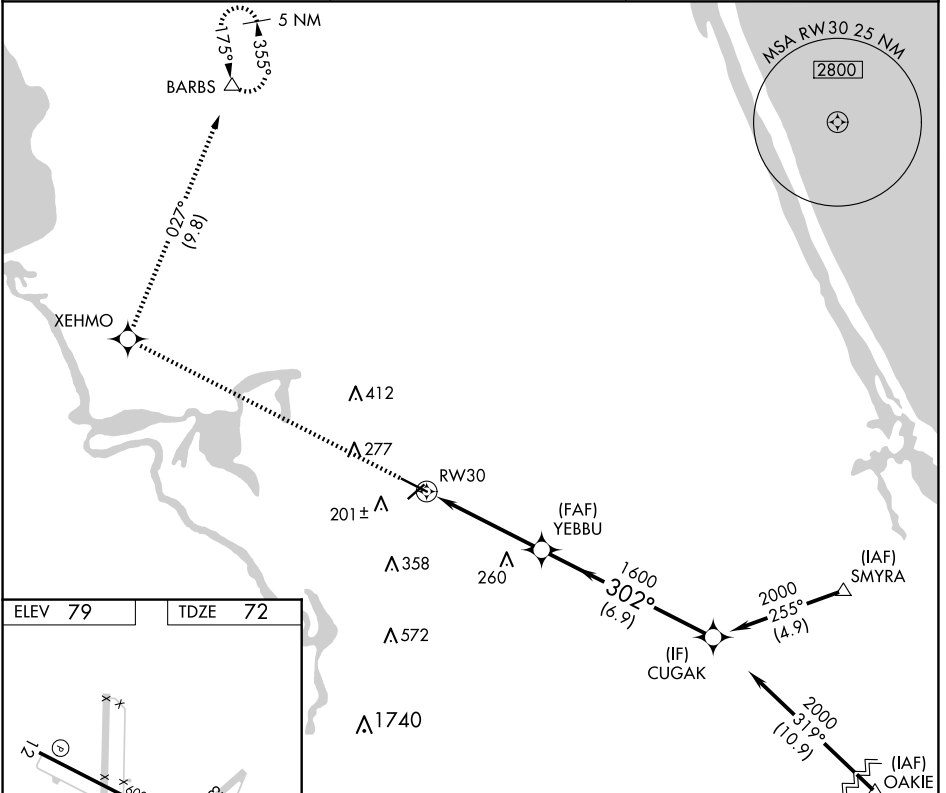 5 NM
175°
355°
BARBS
MSA RW30 25 NM
2800
027°
(9.8)
XEHMO
412
277
RW30
201±
(FAF)
YEBBU
358
260
1600
302°
(6.9)
(IAF)
SMYRA
2000
255°
(4.9)
572
(IF)
CUGAK
1740
2000
319°
(10.9)
(IAF)
OAKIE
ELEV 79
TDZE 72
X X
12
P
X X